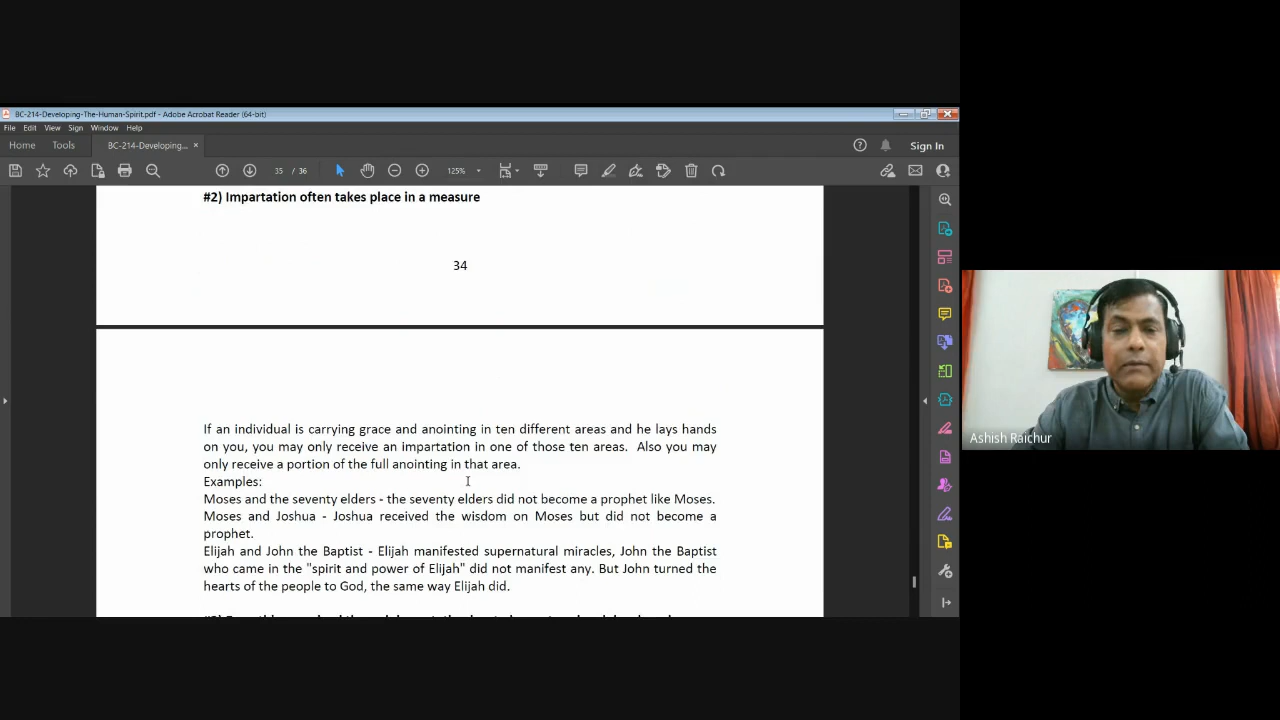 BC-214-Developing-The-Human-Spirit.pdf - Adobe Acrobat Reader (64-bit)
File Edit View Sign Window Help
Home Tools BC-214-Developing... × Sign In
35 / 36 125%
#2) Impartation often takes place in a measure
34
If an individual is carrying grace and anointing in ten different areas and he lays hands
on you, you may only receive an impartation in one of those ten areas. Also you may
only receive a portion of the full anointing in that area.
Examples:
Moses and the seventy elders - the seventy elders did not become a prophet like Moses.
Moses and Joshua - Joshua received the wisdom on Moses but did not become a
prophet.
Elijah and John the Baptist - Elijah manifested supernatural miracles, John the Baptist
who came in the "spirit and power of Elijah" did not manifest any. But John turned the
hearts of the people to God, the same way Elijah did.
Ashish Raichur